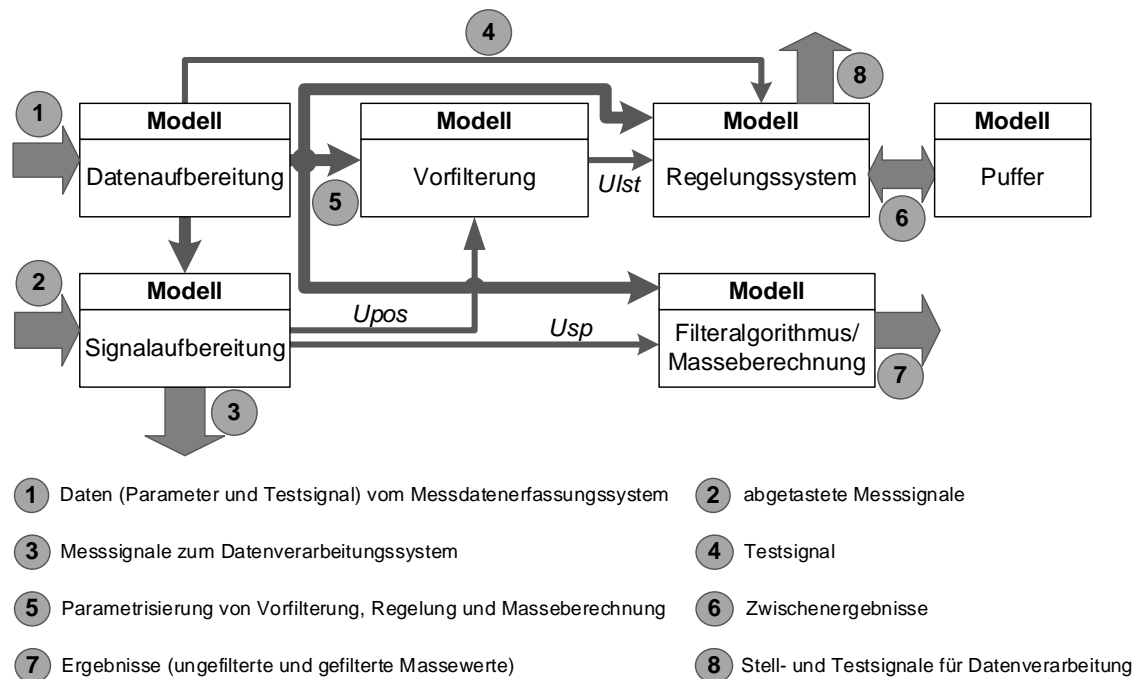 4
8
1
Modell
Modell
Modell
Modell
Datenaufbereitung
Vorfilterung
UIst
Regelungssystem
Puffer
5
6
2
Modell
Modell
Upos
Usp
Signalaufbereitung
Filteralgorithmus/
Masseberechnung
7
3
1 Daten (Parameter und Testsignal) vom Messdatenerfassungssystem
2 abgetastete Messsignale
3 Messsignale zum Datenverarbeitungssystem
4 Testsignal
5 Parametrisierung von Vorfilterung, Regelung und Masseberechnung
6 Zwischenergebnisse
7 Ergebnisse (ungefilterte und gefilterte Massewerte)
8 Stell- und Testsignale für Datenverarbeitung